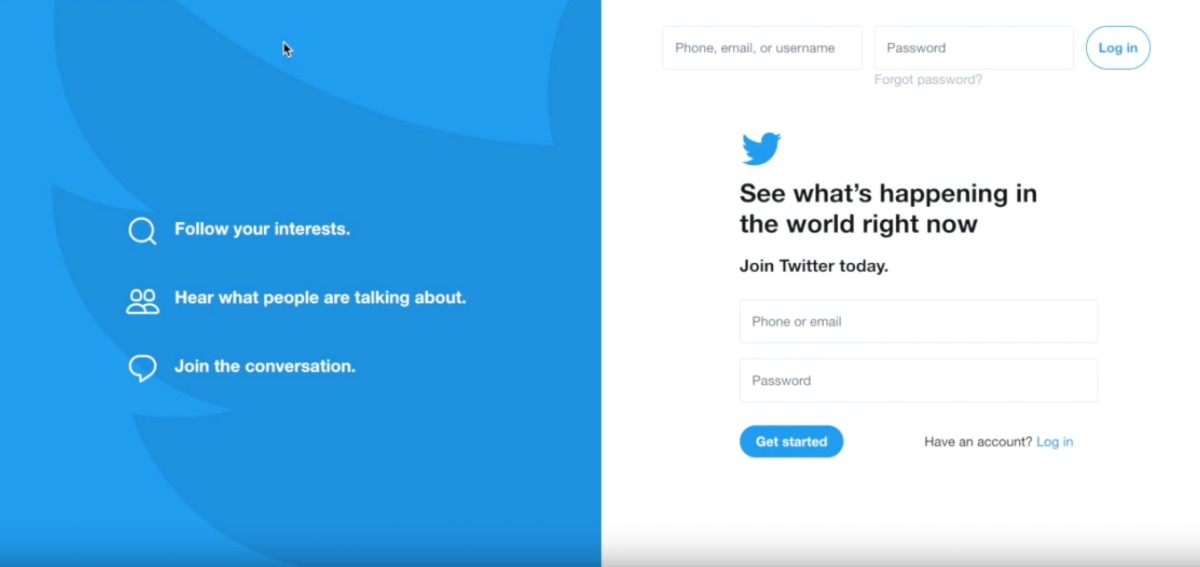 Phone, email, or username
Password
Log in
Forgot password?
Follow your interests.
Hear what people are talking about.
Join the conversation.
See what’s happening in
the world right now
Join Twitter today.
Phone or email
Password
Get started
Have an account? Log in